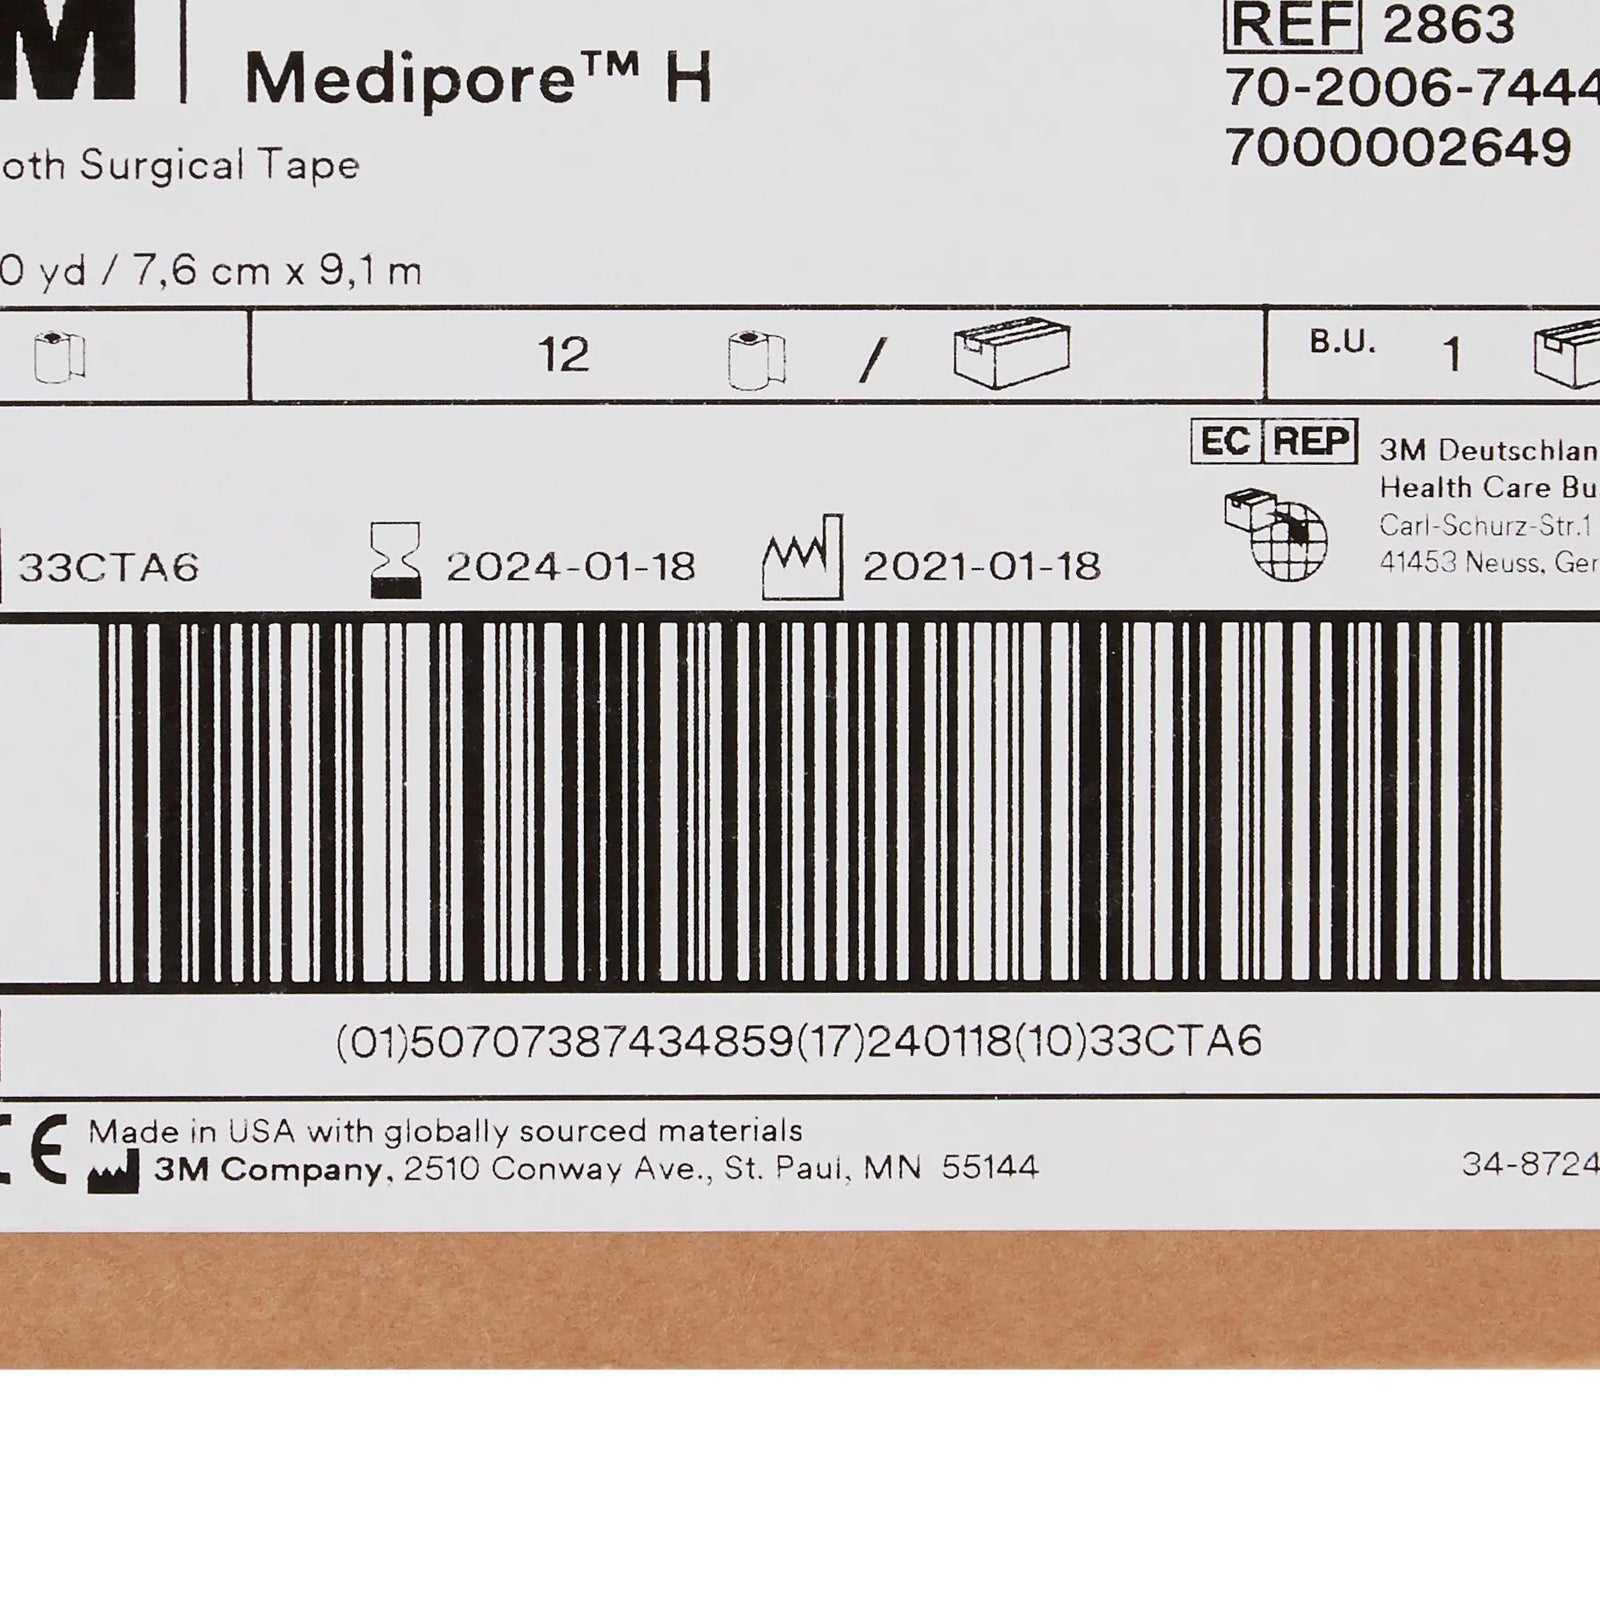 M Medipore™ H
REF 2863
70-2006-7444
7000002649
oth Surgical Tape
0 yd / 7,6 cm x 9,1 m
12 /
B.U. 1
EC REP 3M Deutschlan
Health Care Bu
Carl-Schurz-Str.1
41453 Neuss, Ger
33CTA6 2024-01-18 2021-01-18
(01)50707387434859(17)240118(10)33CTA6
CE Made in USA with globally sourced materials
3M Company, 2510 Conway Ave., St. Paul, MN 55144
34-8724